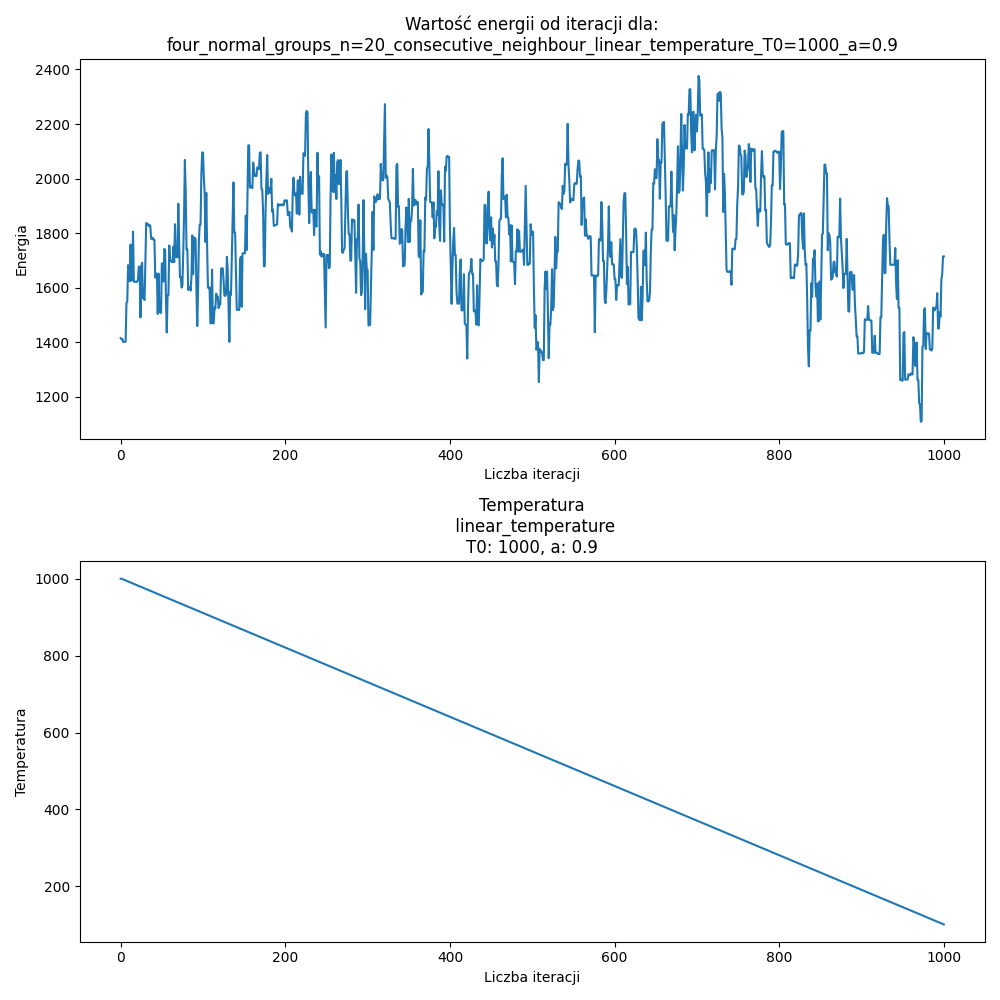 Wartość energii od iteracji dla:
four_normal_groups_n=20_consecutive_neighbour_linear_temperature_T0=1000_a=0.9
2400
2200
2000
1800
1600
1400
1200
Energia
0 200 400 600 800 1000
Liczba iteracji
Temperatura
linear_temperature
T0: 1000, a: 0.9
1000
800
600
400
200
Temperatura
0 200 400 600 800 1000
Liczba iteracji